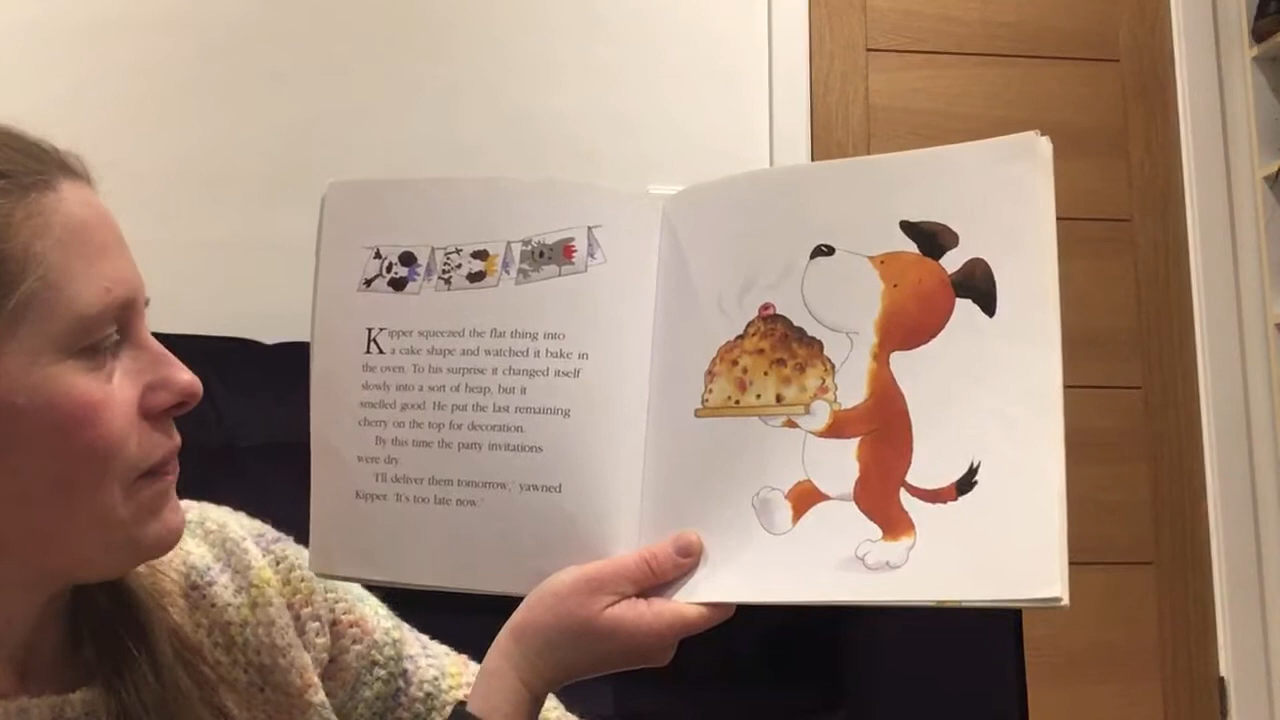 Kipper squeezed the flat thing into
a cake shape and watched it bake in
the oven. To his surprise it changed itself
slowly into a sort of heap, but it
smelled good. He put the last remaining
cherry on the top for decoration.
By this time the party invitations
were dry.
'I'll deliver them tomorrow,' yawned
Kipper. 'It's too late now.'